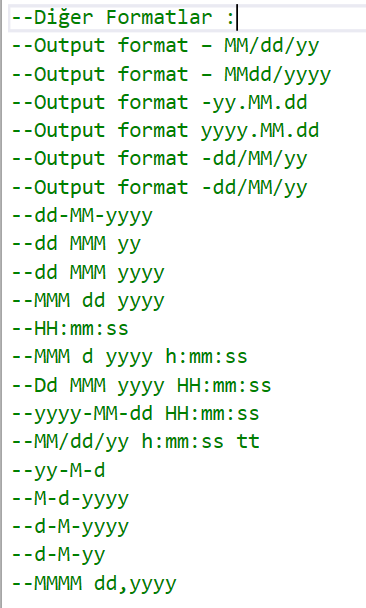 --Diğer Formatlar :
--Output format – MM/dd/yy
--Output format – MMdd/yyyy
--Output format -yy.MM.dd
--Output format yyyy.MM.dd
--Output format -dd/MM/yy
--Output format -dd/MM/yy
--dd-MM-yyyy
--dd MMM yy
--dd MMM yyyy
--MMM dd yyyy
--HH:mm:ss
--MMM d yyyy h:mm:ss
--Dd MMM yyyy HH:mm:ss
--yyyy-MM-dd HH:mm:ss
--MM/dd/yy h:mm:ss tt
--yy-M-d
--M-d-yyyy
--d-M-yyyy
--d-M-yy
--MMMM dd,yyyy